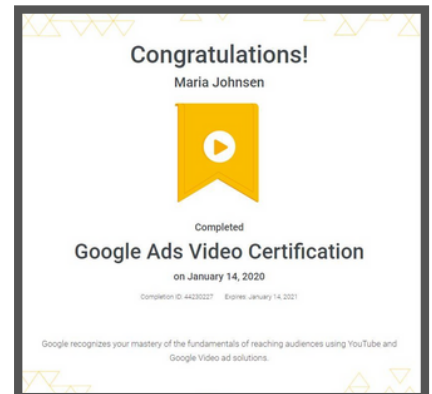 Congratulations!
Maria Johnsen
Completed
Google Ads Video Certification
on January 14, 2020
Completion ID: 44230227 Expires: January 14, 2021
Google recognizes your mastery of the fundamentals of reaching audiences using YouTube and
Google Video ad solutions.